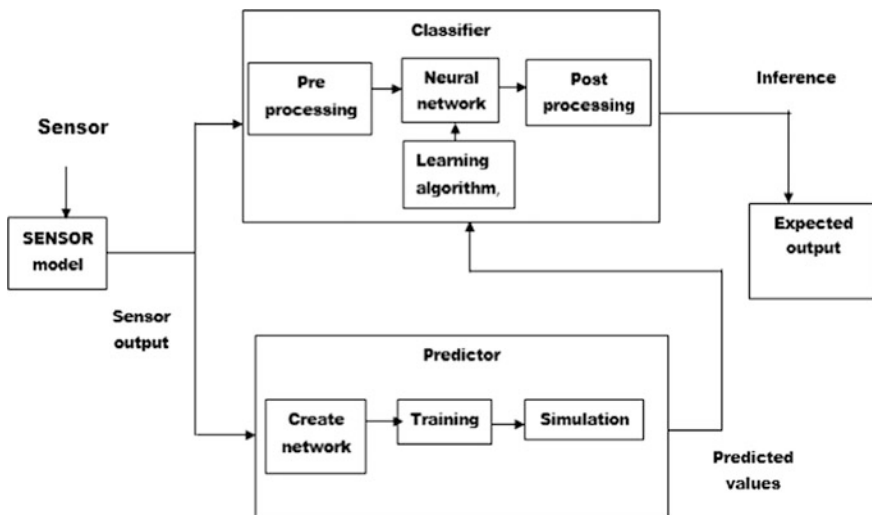 Classifier
Pre
processing
Neural
network
Post
processing
Learning
algorithm,
Inference
Sensor
SENSOR
model
Expected
output
Sensor
output
Predictor
Create
network
Training
Simulation
Predicted
values